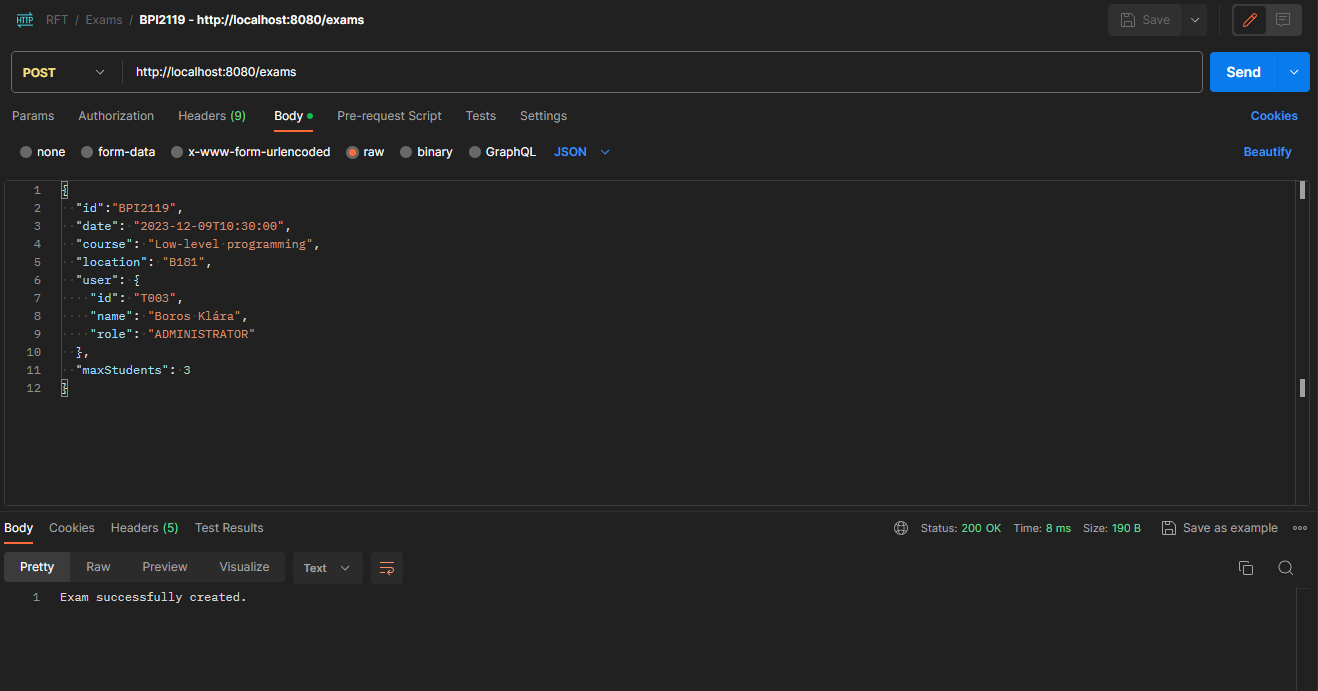 HTTP RFT / Exams / BPI2119 - http://localhost:8080/exams Save
POST http://localhost:8080/exams Send
Params Authorization Headers (9) Body Pre-request Script Tests Settings Cookies
none form-data x-www-form-urlencoded raw binary GraphQL JSON Beautify
1 {
2 "id":"BPI2119",
3 "date": "2023-12-09T10:30:00",
4 "course": "Low-level programming",
5 "location": "B181",
6 "user": {
7 "id": "T003",
8 "name": "Boros Klára",
9 "role": "ADMINISTRATOR"
10 },
11 "maxStudents": 3
12 }
Body Cookies Headers (5) Test Results Status: 200 OK Time: 8 ms Size: 190 B Save as example
Pretty Raw Preview Visualize Text
1 Exam successfully created.